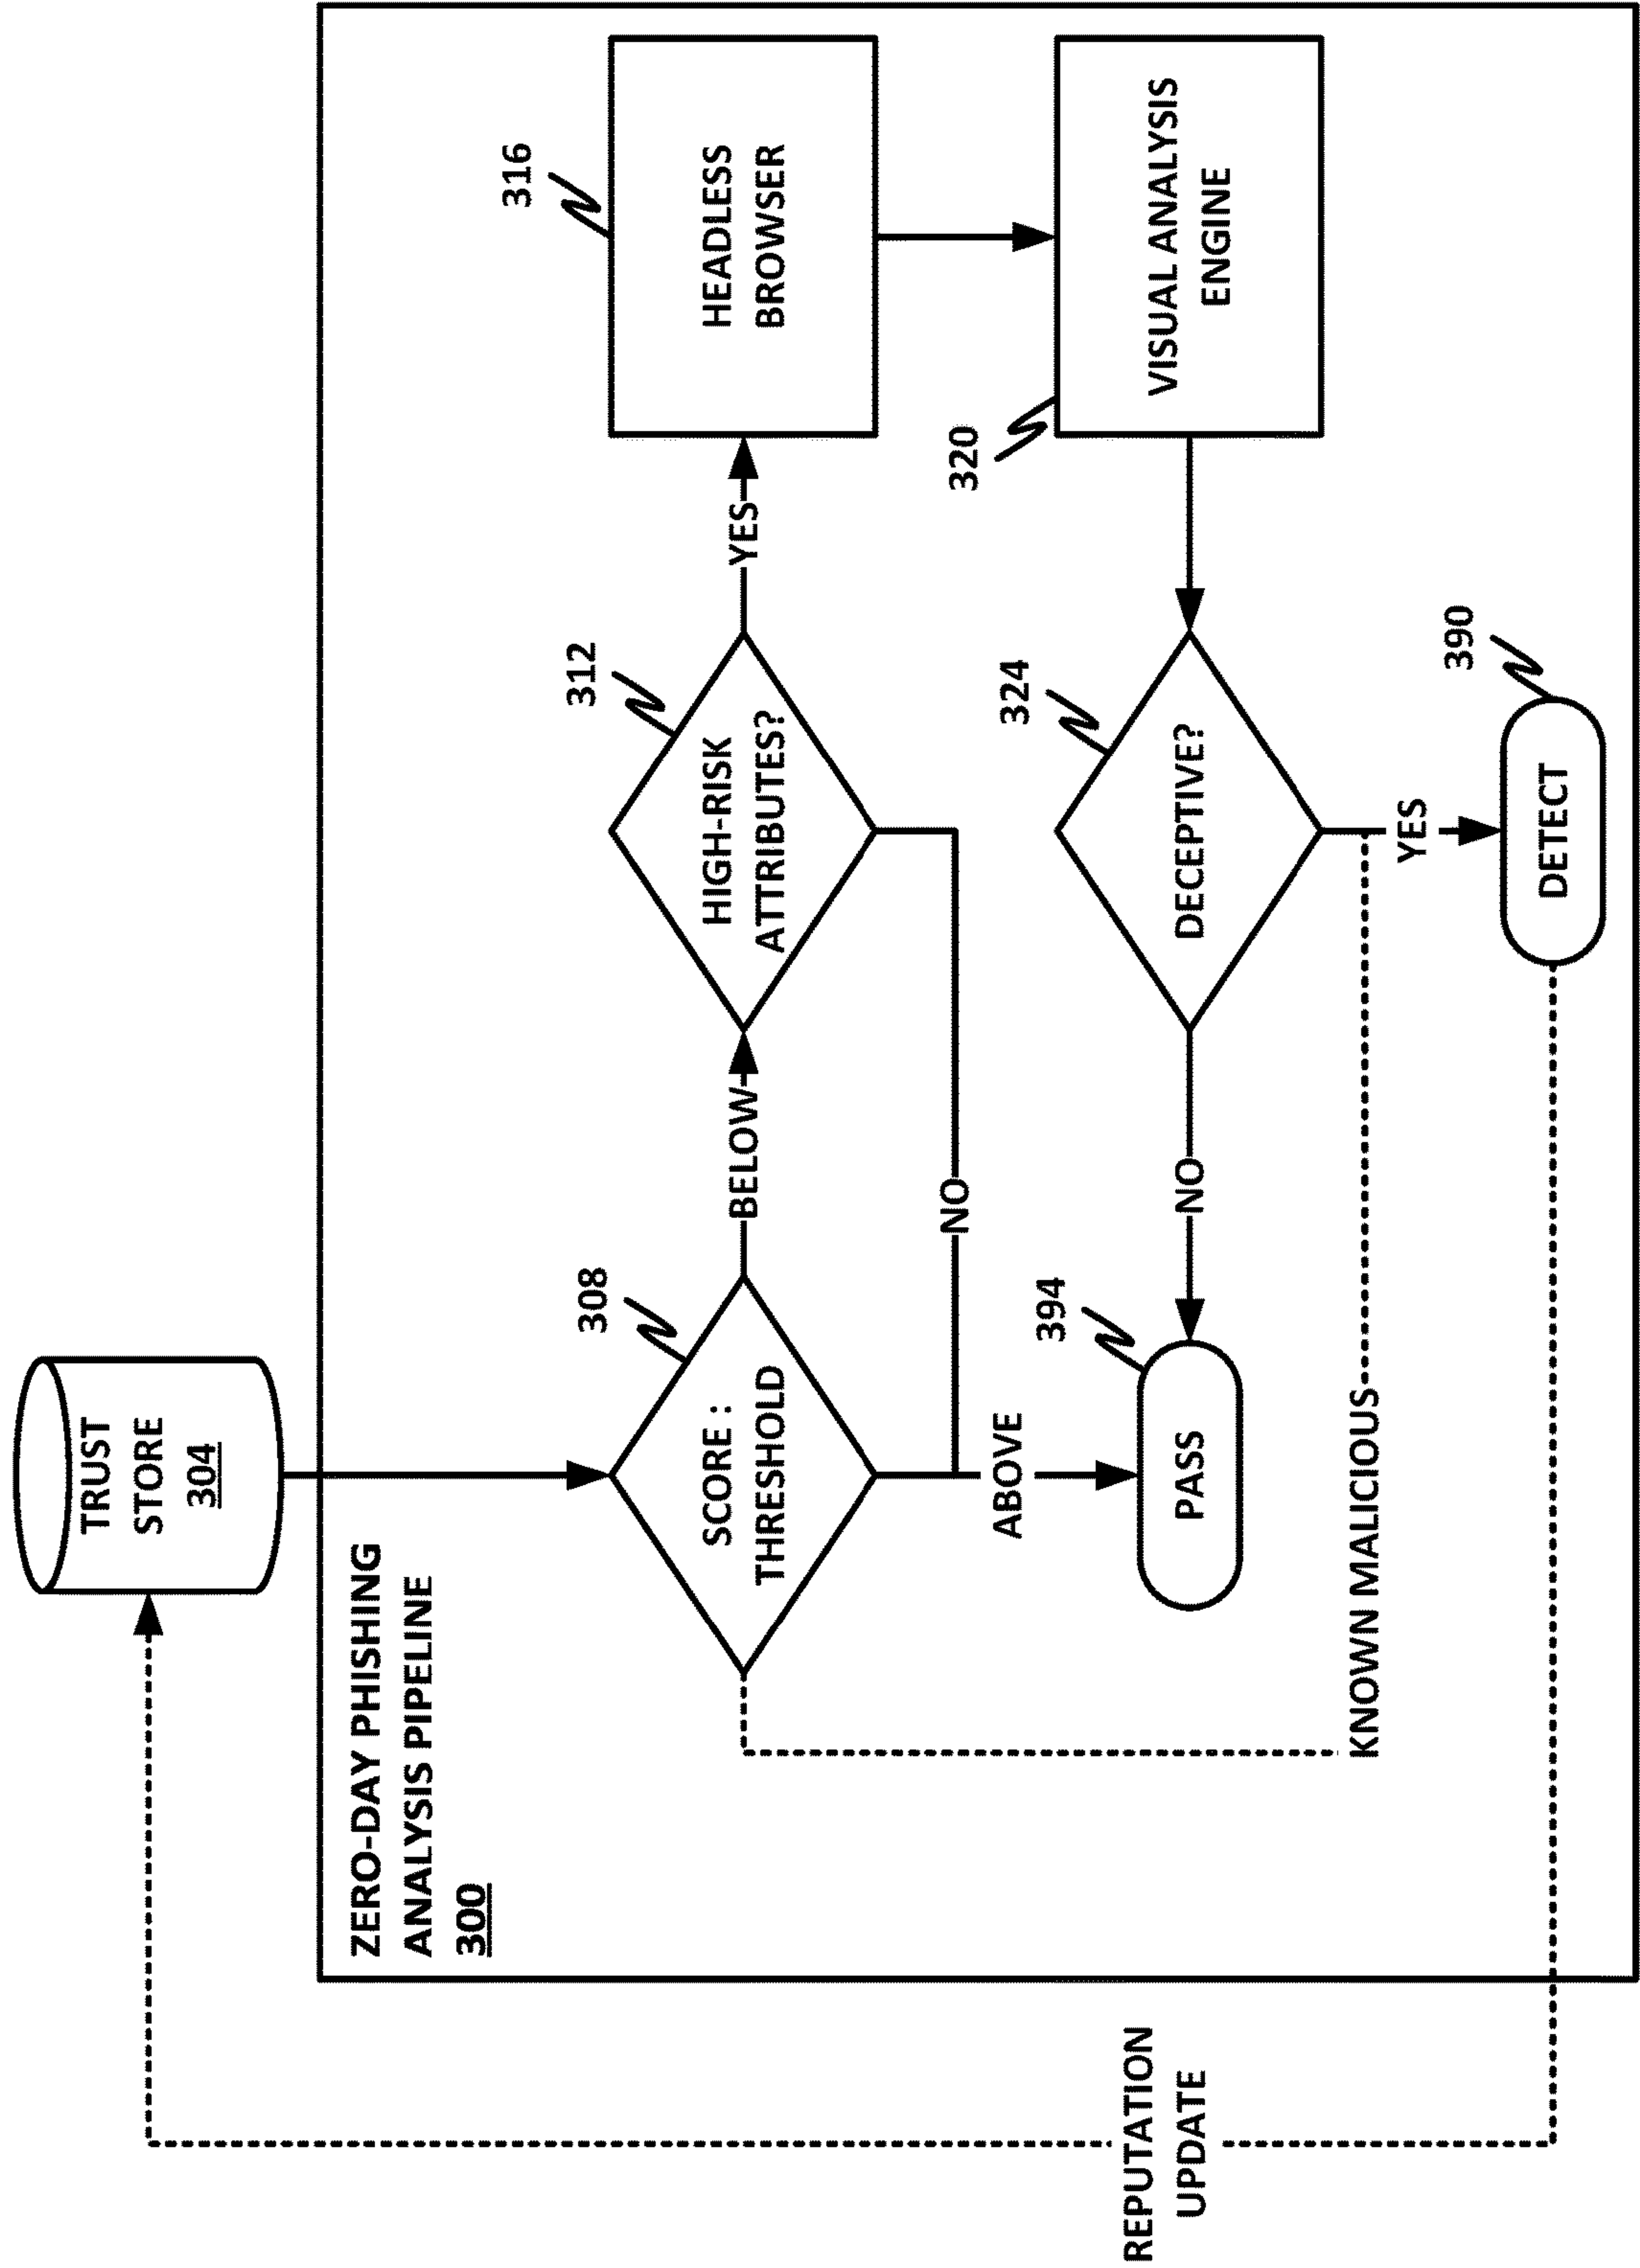 TRUST
STORE
304
ZERO-DAY PHISHING
ANALYSIS PIPELINE
300
308
SCORE :
THRESHOLD
BELOW
312
HIGH-RISK
ATTRIBUTES?
YES
316
HEADLESS
BROWSER
NO
ABOVE
394
PASS
NO
324
DECEPTIVE?
320
VISUAL ANALYSIS
ENGINE
KNOWN MALICIOUS
YES
390
DETECT
REPUTATION
UPDATE